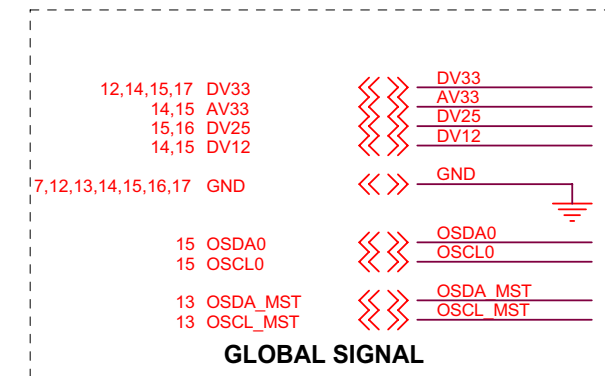 12,14,15,17 DV33 DV33
14,15 AV33 AV33
15,16 DV25 DV25
14,15 DV12 DV12
7,12,13,14,15,16,17 GND GND
15 OSDA0 OSDA0
15 OSCL0 OSCL0
13 OSDA_MST OSDA_MST
13 OSCL_MST OSCL_MST
GLOBAL SIGNAL